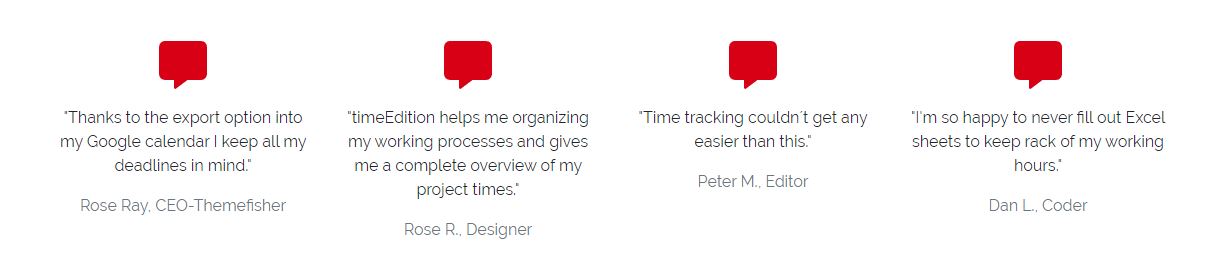 "Thanks to the export option into
my Google calendar I keep all my
deadlines in mind."
Rose Ray, CEO-Themefisher
"timeEdition helps me organizing
my working processes and gives
me a complete overview of my
project times."
Rose R., Designer
"Time tracking couldn´t get any
easier than this."
Peter M., Editor
"I'm so happy to never fill out Excel
sheets to keep rack of my working
hours."
Dan L., Coder